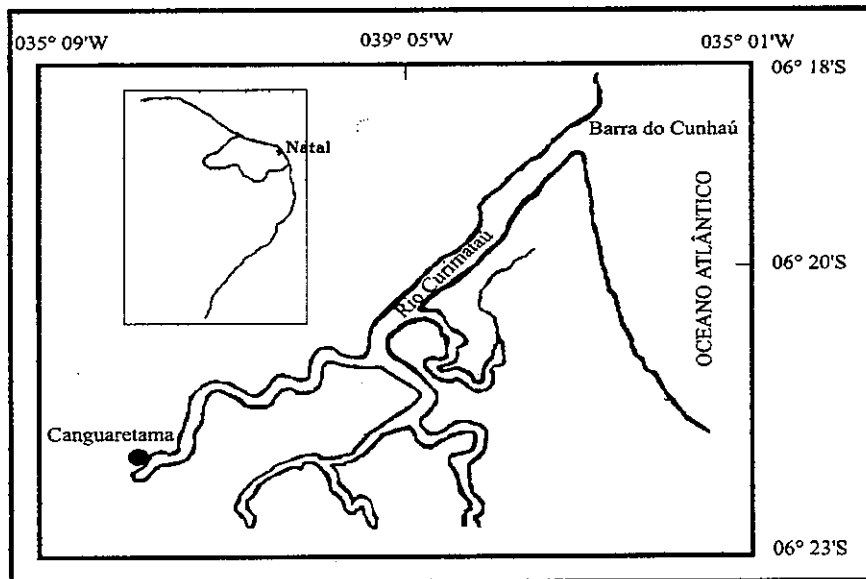 035° 09'W
039° 05'W
035° 01'W
06° 18'S
Natal
Barra do Cunhaú
Rio Curimataú
OCEANO ATLÂNTICO
06° 20'S
Canguaretama
06° 23'S